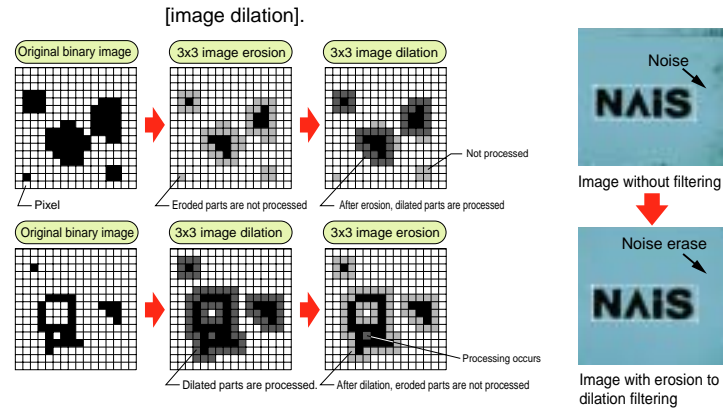 [image dilation].
Original binary image
3x3 image erosion
3x3 image dilation
Pixel
Eroded parts are not processed
After erosion, dilated parts are processed
Not processed
Original binary image
3x3 image dilation
3x3 image erosion
Dilated parts are processed.
After dilation, eroded parts are not processed
Processing occurs
Noise
NAiS
Image without filtering
Noise erase
NAiS
Image with erosion to
dilation filtering